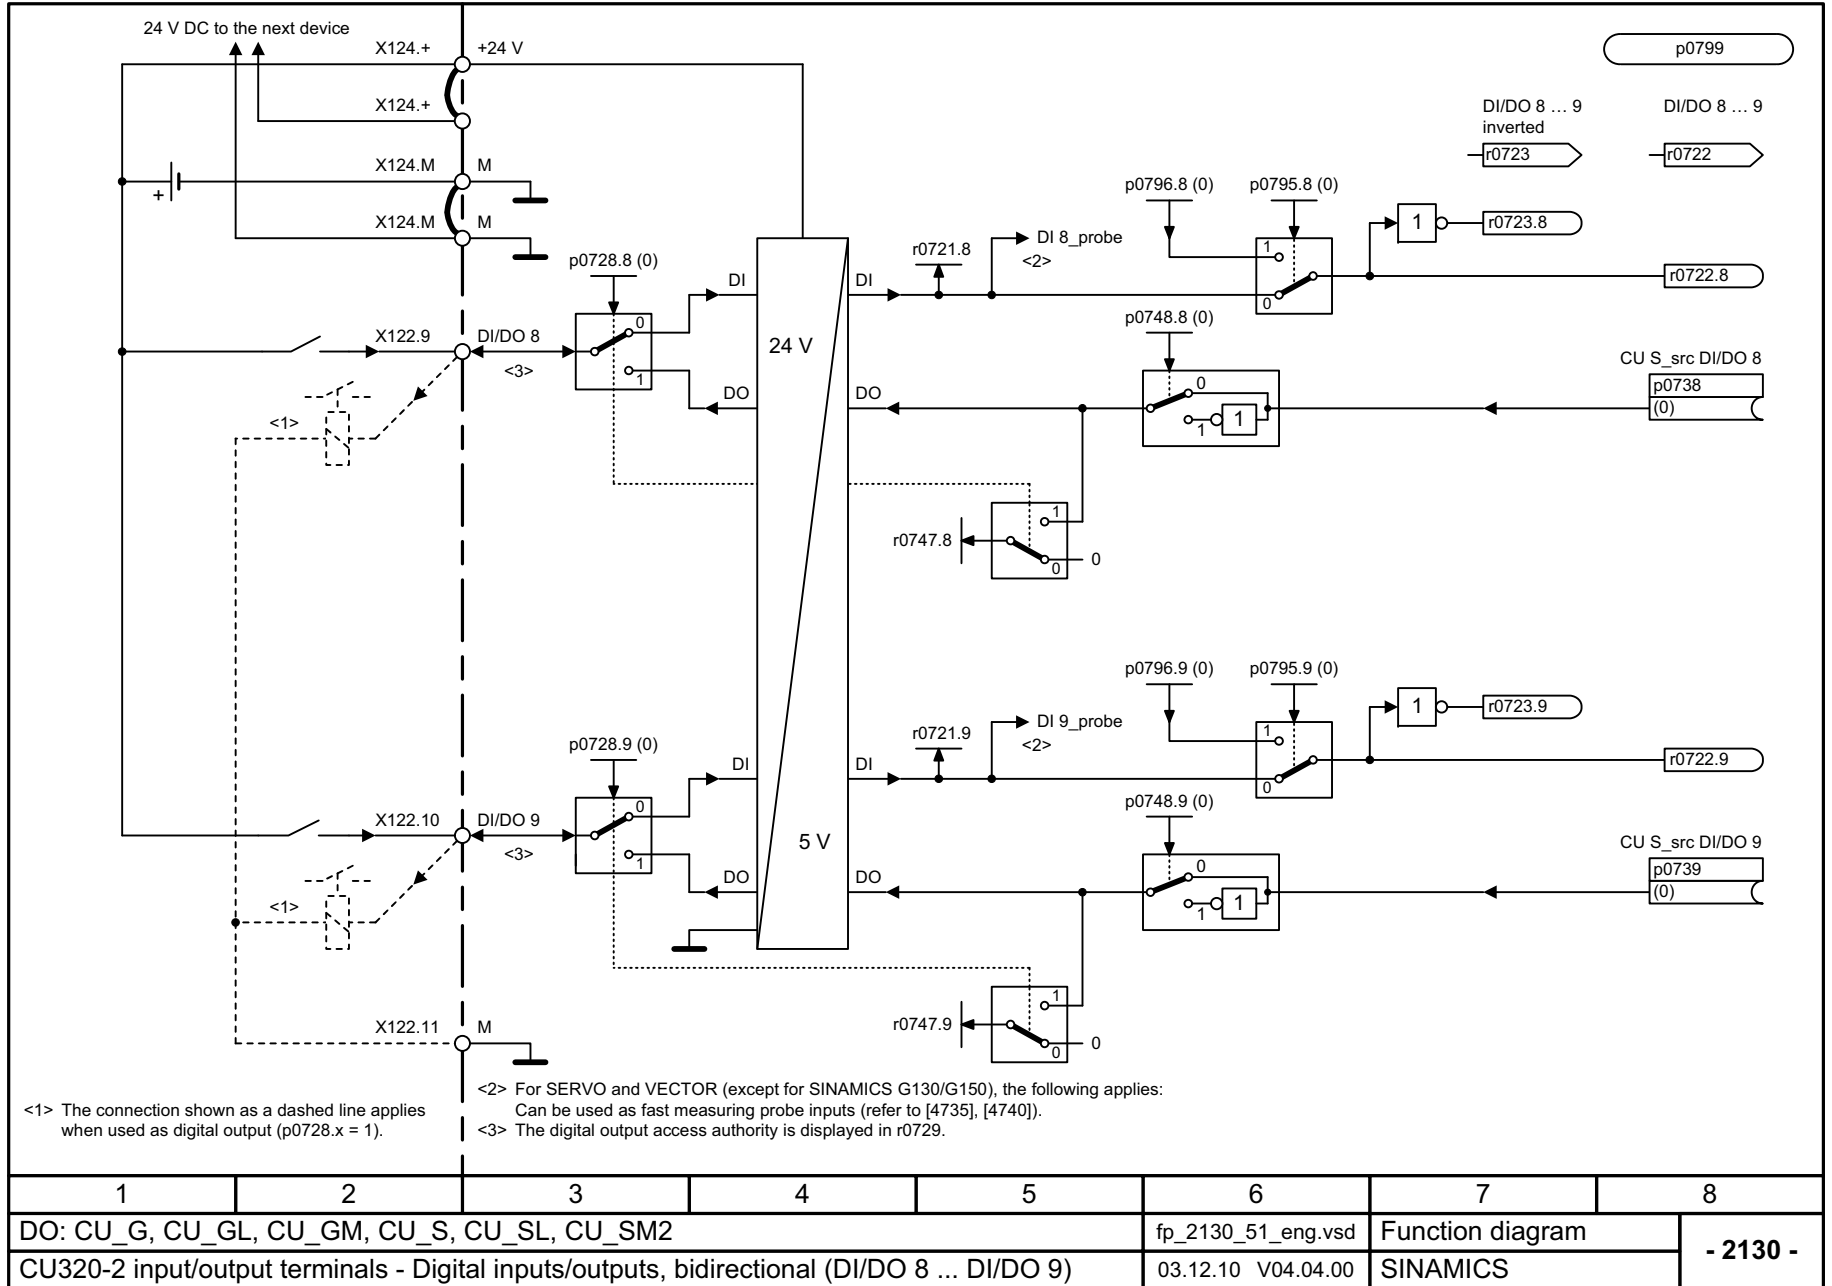 24 V DC to the next device
X124.+
+24 V
X124.+
X124.M
M
+
X124.M
M
p0799
DI/DO 8 … 9
inverted
r0723
DI/DO 8 … 9
r0722
p0728.8 (0)
DI
DI
r0721.8
DI 8_probe
<2>
p0796.8 (0)
p0795.8 (0)
1
0
1
r0723.8
r0722.8
X122.9
DI/DO 8
<3>
0
1
24 V
p0748.8 (0)
CU S_src DI/DO 8
p0738
(0)
<1>
DO
DO
0
1
1
r0747.8
1
0
0
p0728.9 (0)
DI
DI
r0721.9
DI 9_probe
<2>
p0796.9 (0)
p0795.9 (0)
1
0
1
r0723.9
r0722.9
X122.10
DI/DO 9
<3>
0
1
5 V
p0748.9 (0)
CU S_src DI/DO 9
p0739
(0)
<1>
DO
DO
0
1
1
r0747.9
1
0
0
X122.11
M
<1> The connection shown as a dashed line applies
when used as digital output (p0728.x = 1).
<2> For SERVO and VECTOR (except for SINAMICS G130/G150), the following applies:
Can be used as fast measuring probe inputs (refer to [4735], [4740]).
<3> The digital output access authority is displayed in r0729.
1 2 3 4 5 6 7 8
DO: CU_G, CU_GL, CU_GM, CU_S, CU_SL, CU_SM2
fp_2130_51_eng.vsd
Function diagram
- 2130 -
CU320-2 input/output terminals - Digital inputs/outputs, bidirectional (DI/DO 8 ... DI/DO 9)
03.12.10 V04.04.00
SINAMICS